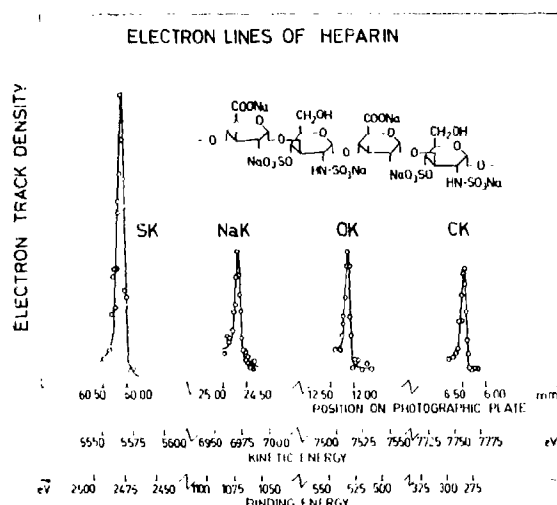 ELECTRON LINES OF HEPARIN
ELECTRON TRACK DENSITY
COONa CH₂OH COONa CH₂OH
O O O O
- O O O O O -
NaO₃SO HN-SO₃Na NaO₃SO HN-SO₃Na
SK NaK OK CK
60.50 60.00 25.00 24.50 12.50 12.00 6.50 6.00 mm
POSITION ON PHOTOGRAPHIC PLATE
5550 5575 5600 6950 6975 7000 7500 7525 7550 7725 7750 7775
KINETIC ENERGY
eV 2500 2475 2450 1100 1075 1050 550 525 500 375 300 275
BINDING ENERGY